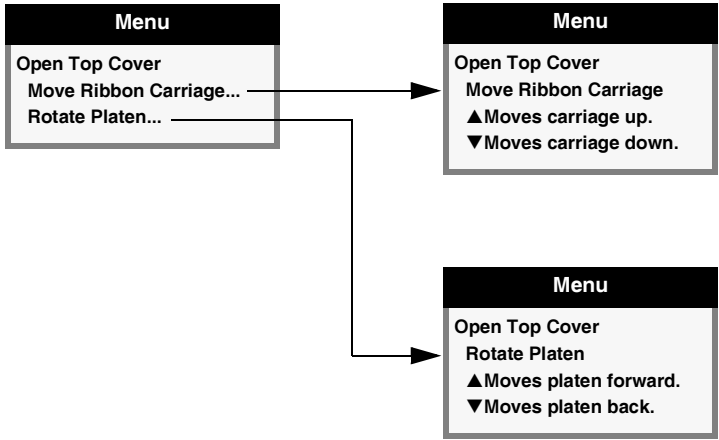 Menu
Open Top Cover
Move Ribbon Carriage...
Rotate Platen...
Menu
Open Top Cover
Move Ribbon Carriage
▲Moves carriage up.
▼Moves carriage down.
Menu
Open Top Cover
Rotate Platen
▲Moves platen forward.
▼Moves platen back.